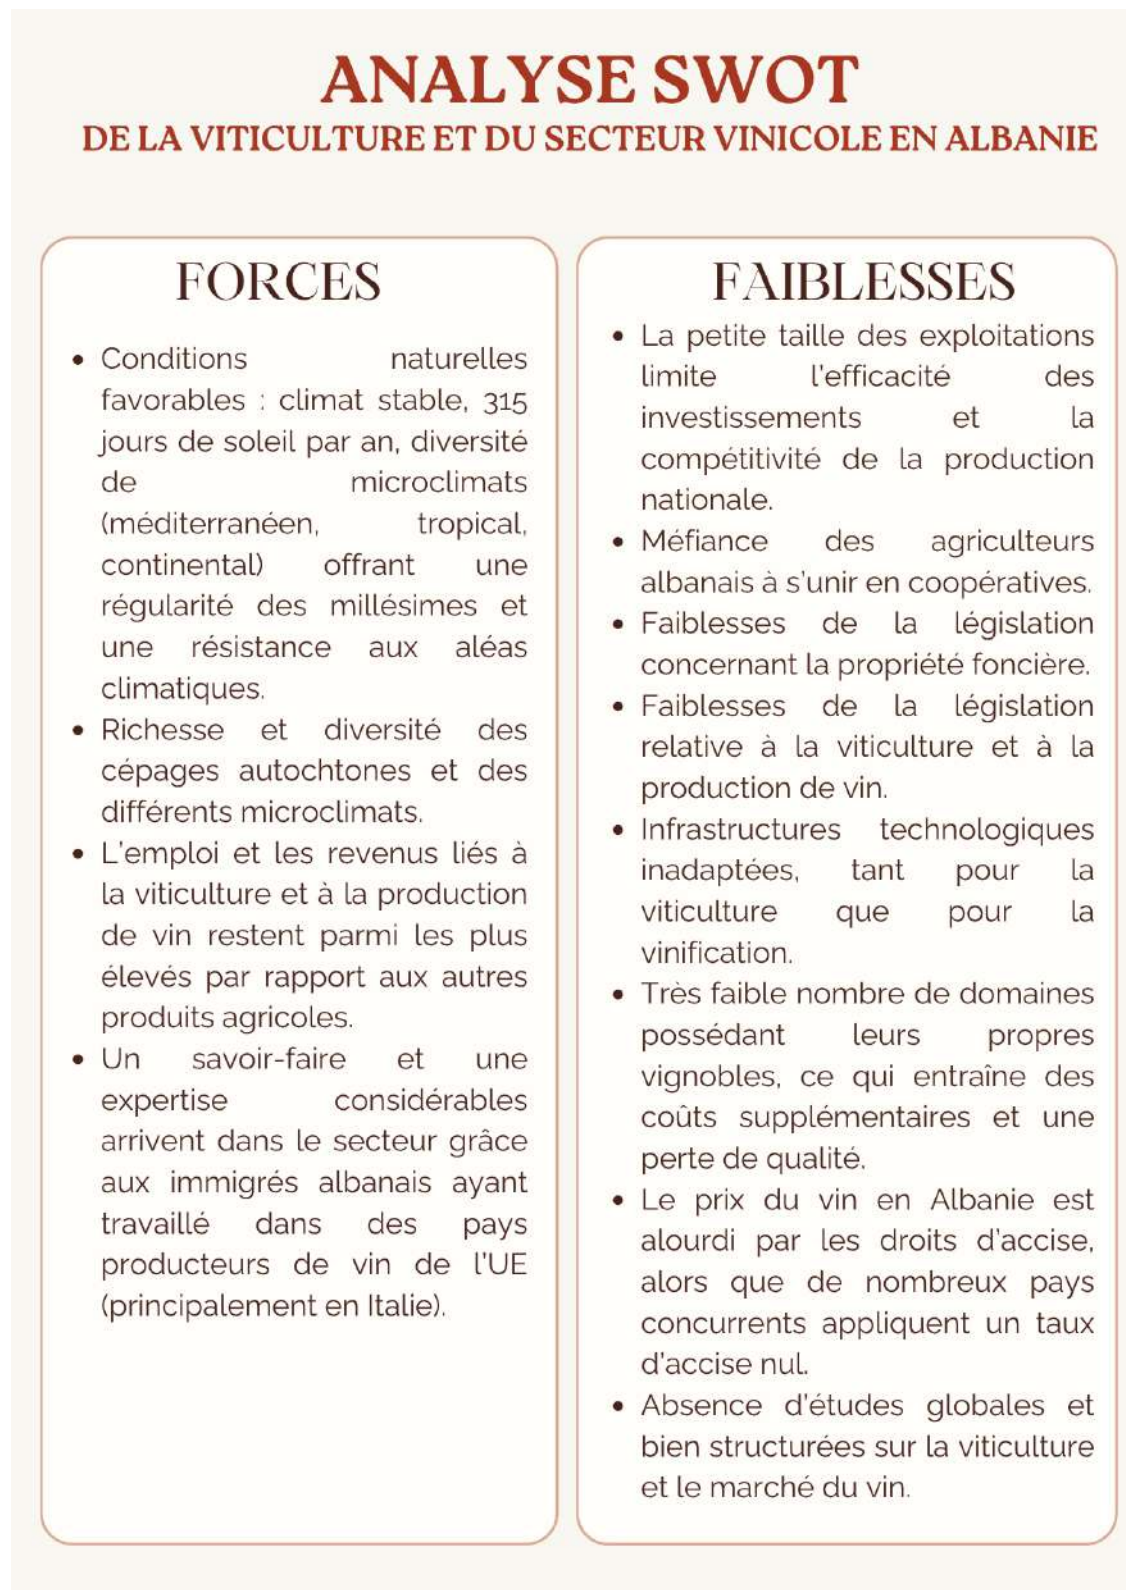 ANALYSE SWOT
DE LA VITICULTURE ET DU SECTEUR VINICOLE EN ALBANIE
FORCES
• Conditions naturelles
favorables : climat stable, 315
jours de soleil par an, diversité
de microclimats
(méditerranéen, tropical,
continental) offrant une
régularité des millésimes et
une résistance aux aléas
climatiques.
• Richesse et diversité des
cépages autochtones et des
différents microclimats.
• L'emploi et les revenus liés à
la viticulture et à la production
de vin restent parmi les plus
élevés par rapport aux autres
produits agricoles.
• Un savoir-faire et une
expertise considérables
arrivent dans le secteur grâce
aux immigrés albanais ayant
travaillé dans des pays
producteurs de vin de l'UE
(principalement en Italie).
FAIBLESSES
• La petite taille des exploitations
limite l'efficacité des
investissements et la
compétitivité de la production
nationale.
• Méfiance des agriculteurs
albanais à s'unir en coopératives.
• Faiblesses de la législation
concernant la propriété foncière.
• Faiblesses de la législation
relative à la viticulture et à la
production de vin.
• Infrastructures technologiques
inadaptées, tant pour la
viticulture que pour la
vinification.
• Très faible nombre de domaines
possédant leurs propres
vignobles, ce qui entraîne des
coûts supplémentaires et une
perte de qualité.
• Le prix du vin en Albanie est
alourdi par les droits d'accise,
alors que de nombreux pays
concurrents appliquent un taux
d'accise nul.
• Absence d'études globales et
bien structurées sur la viticulture
et le marché du vin.